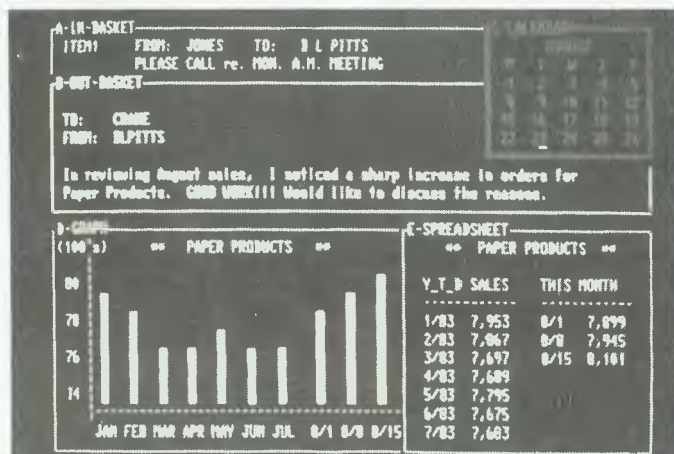 A-IN-BASKET
ITEM1 FROM: JONES TO: B L PITTS
PLEASE CALL re. MON. A.M. MEETING
C-CALENDAR
AUGUST
B-OUT-BASKET
TO: CRANE
FROM: BLPITTS
In reviewing August sales, I noticed a sharp increase in orders for
Paper Products. GOOD WORK!!! Would like to discuss the reasons.
D-GRAPH
(100's) ** PAPER PRODUCTS **
80
78
76
74
JAN FEB MAR APR MAY JUN JUL 8/1 8/8 8/15
E-SPREADSHEET
** PAPER PRODUCTS **
Y_T_D SALES THIS MONTH
1/83 7,953 8/1 7,899
2/83 7,867 8/8 7,945
3/83 7,697 8/15 8,101
4/83 7,689
5/83 7,795
6/83 7,675
7/83 7,683